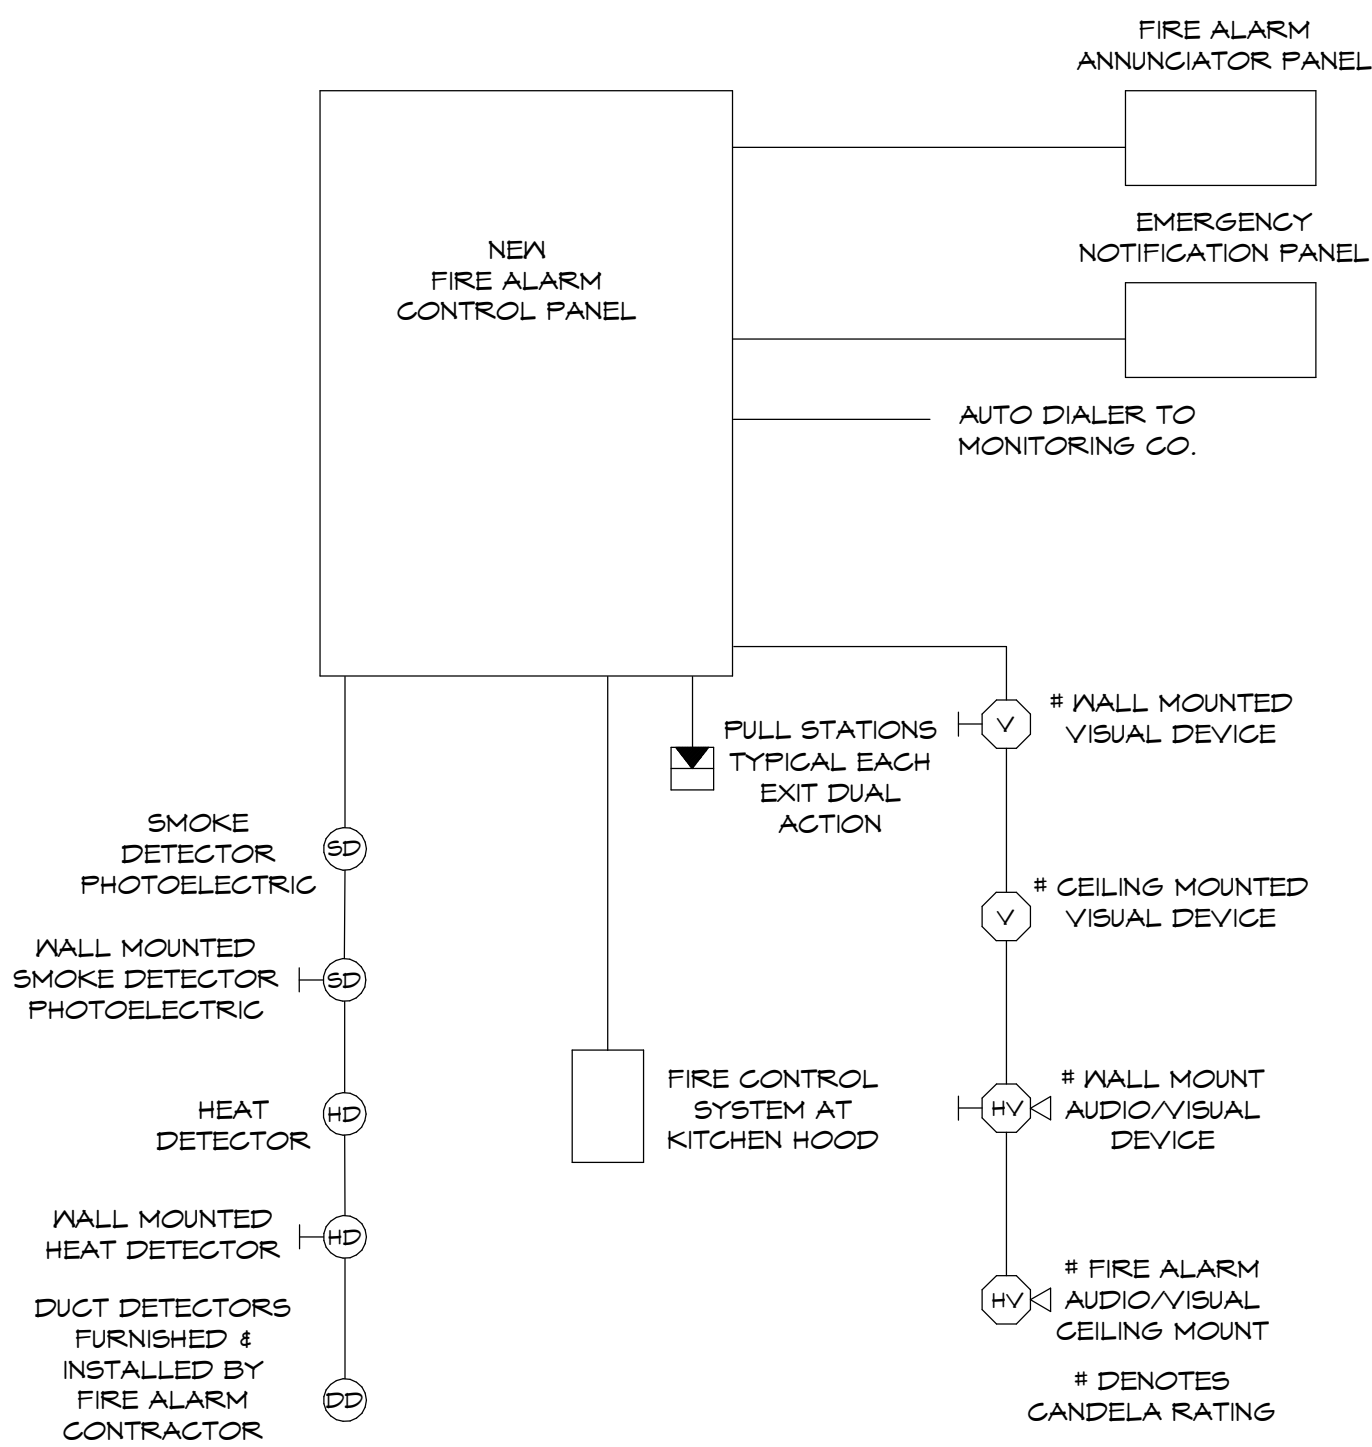 FIRE ALARM
ANNUNCIATOR PANEL
NEW
FIRE ALARM
CONTROL PANEL
EMERGENCY
NOTIFICATION PANEL
AUTO DIALER TO
MONITORING CO.
PULL STATIONS
TYPICAL EACH
EXIT DUAL
ACTION
V
# WALL MOUNTED
VISUAL DEVICE
SMOKE
DETECTOR
PHOTOELECTRIC
SD
V
# CEILING MOUNTED
VISUAL DEVICE
WALL MOUNTED
SMOKE DETECTOR
PHOTOELECTRIC
SD
HEAT
DETECTOR
HD
FIRE CONTROL
SYSTEM AT
KITCHEN HOOD
HV
# WALL MOUNT
AUDIO/VISUAL
DEVICE
WALL MOUNTED
HEAT DETECTOR
HD
HV
# FIRE ALARM
AUDIO/VISUAL
CEILING MOUNT
DUCT DETECTORS
FURNISHED &
INSTALLED BY
FIRE ALARM
CONTRACTOR
DD
# DENOTES
CANDELA RATING